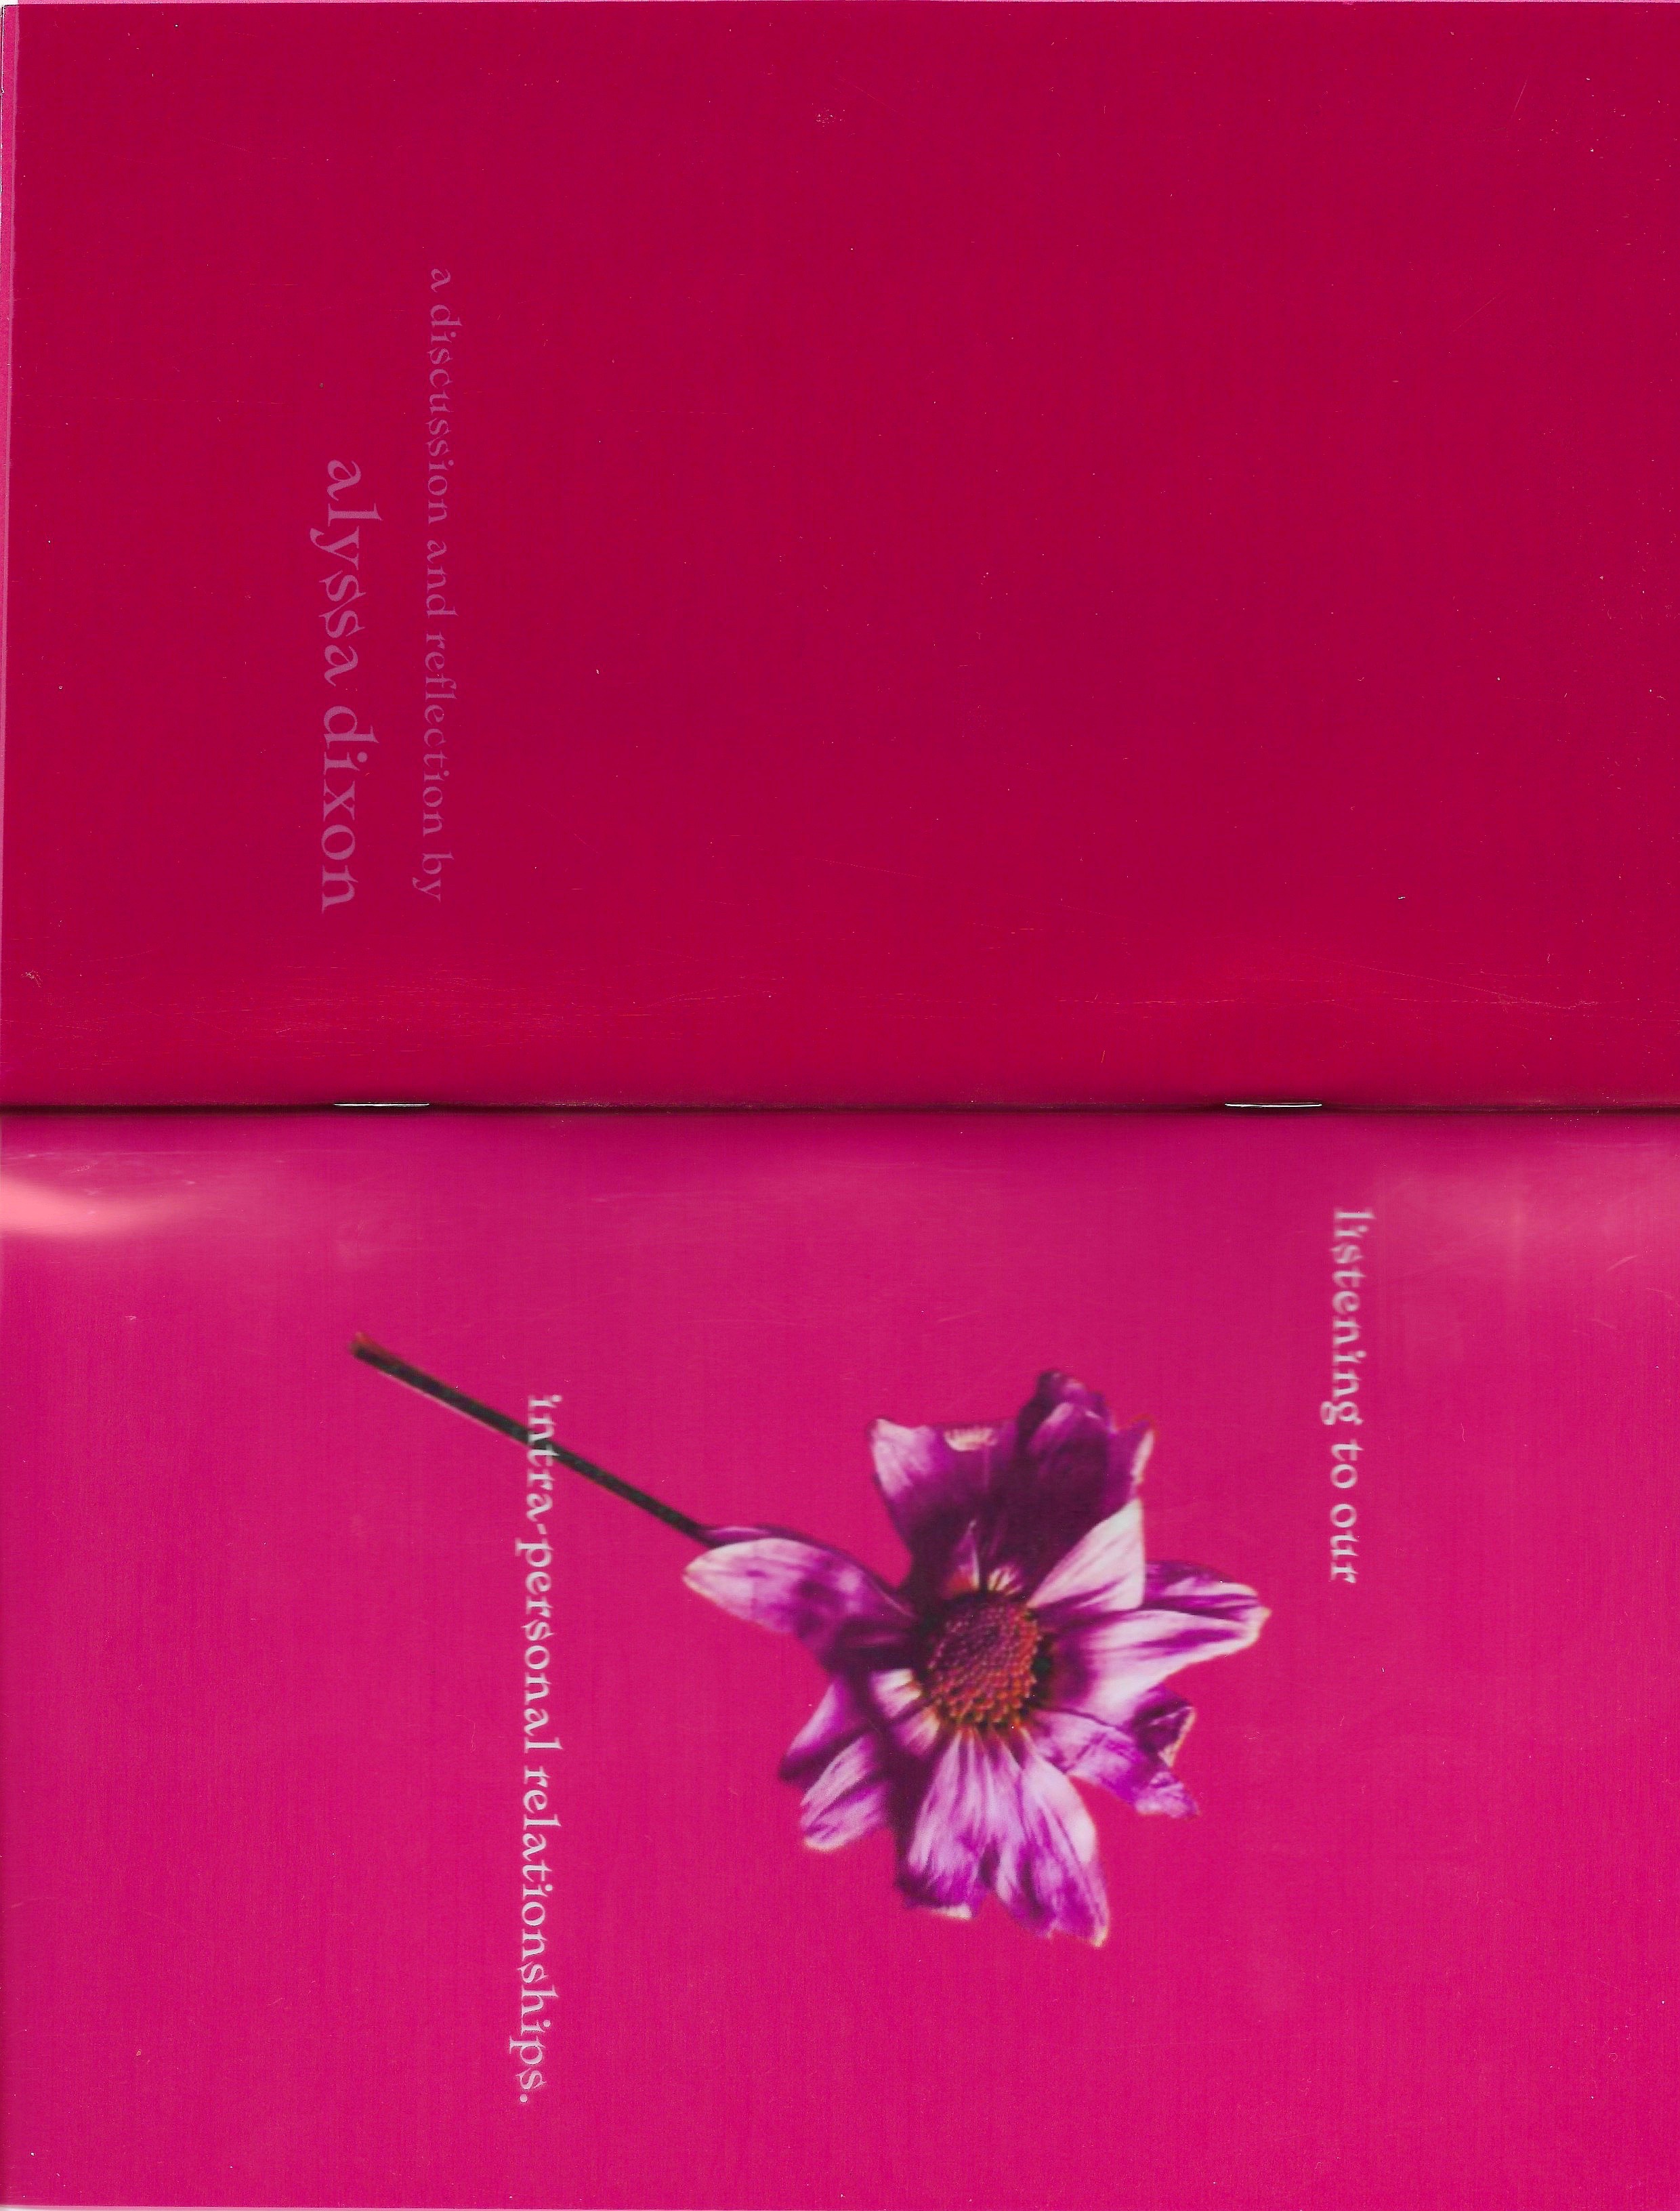 a discussion and reflection by
alyssa dixon
listening to our
intra-personal relationships.